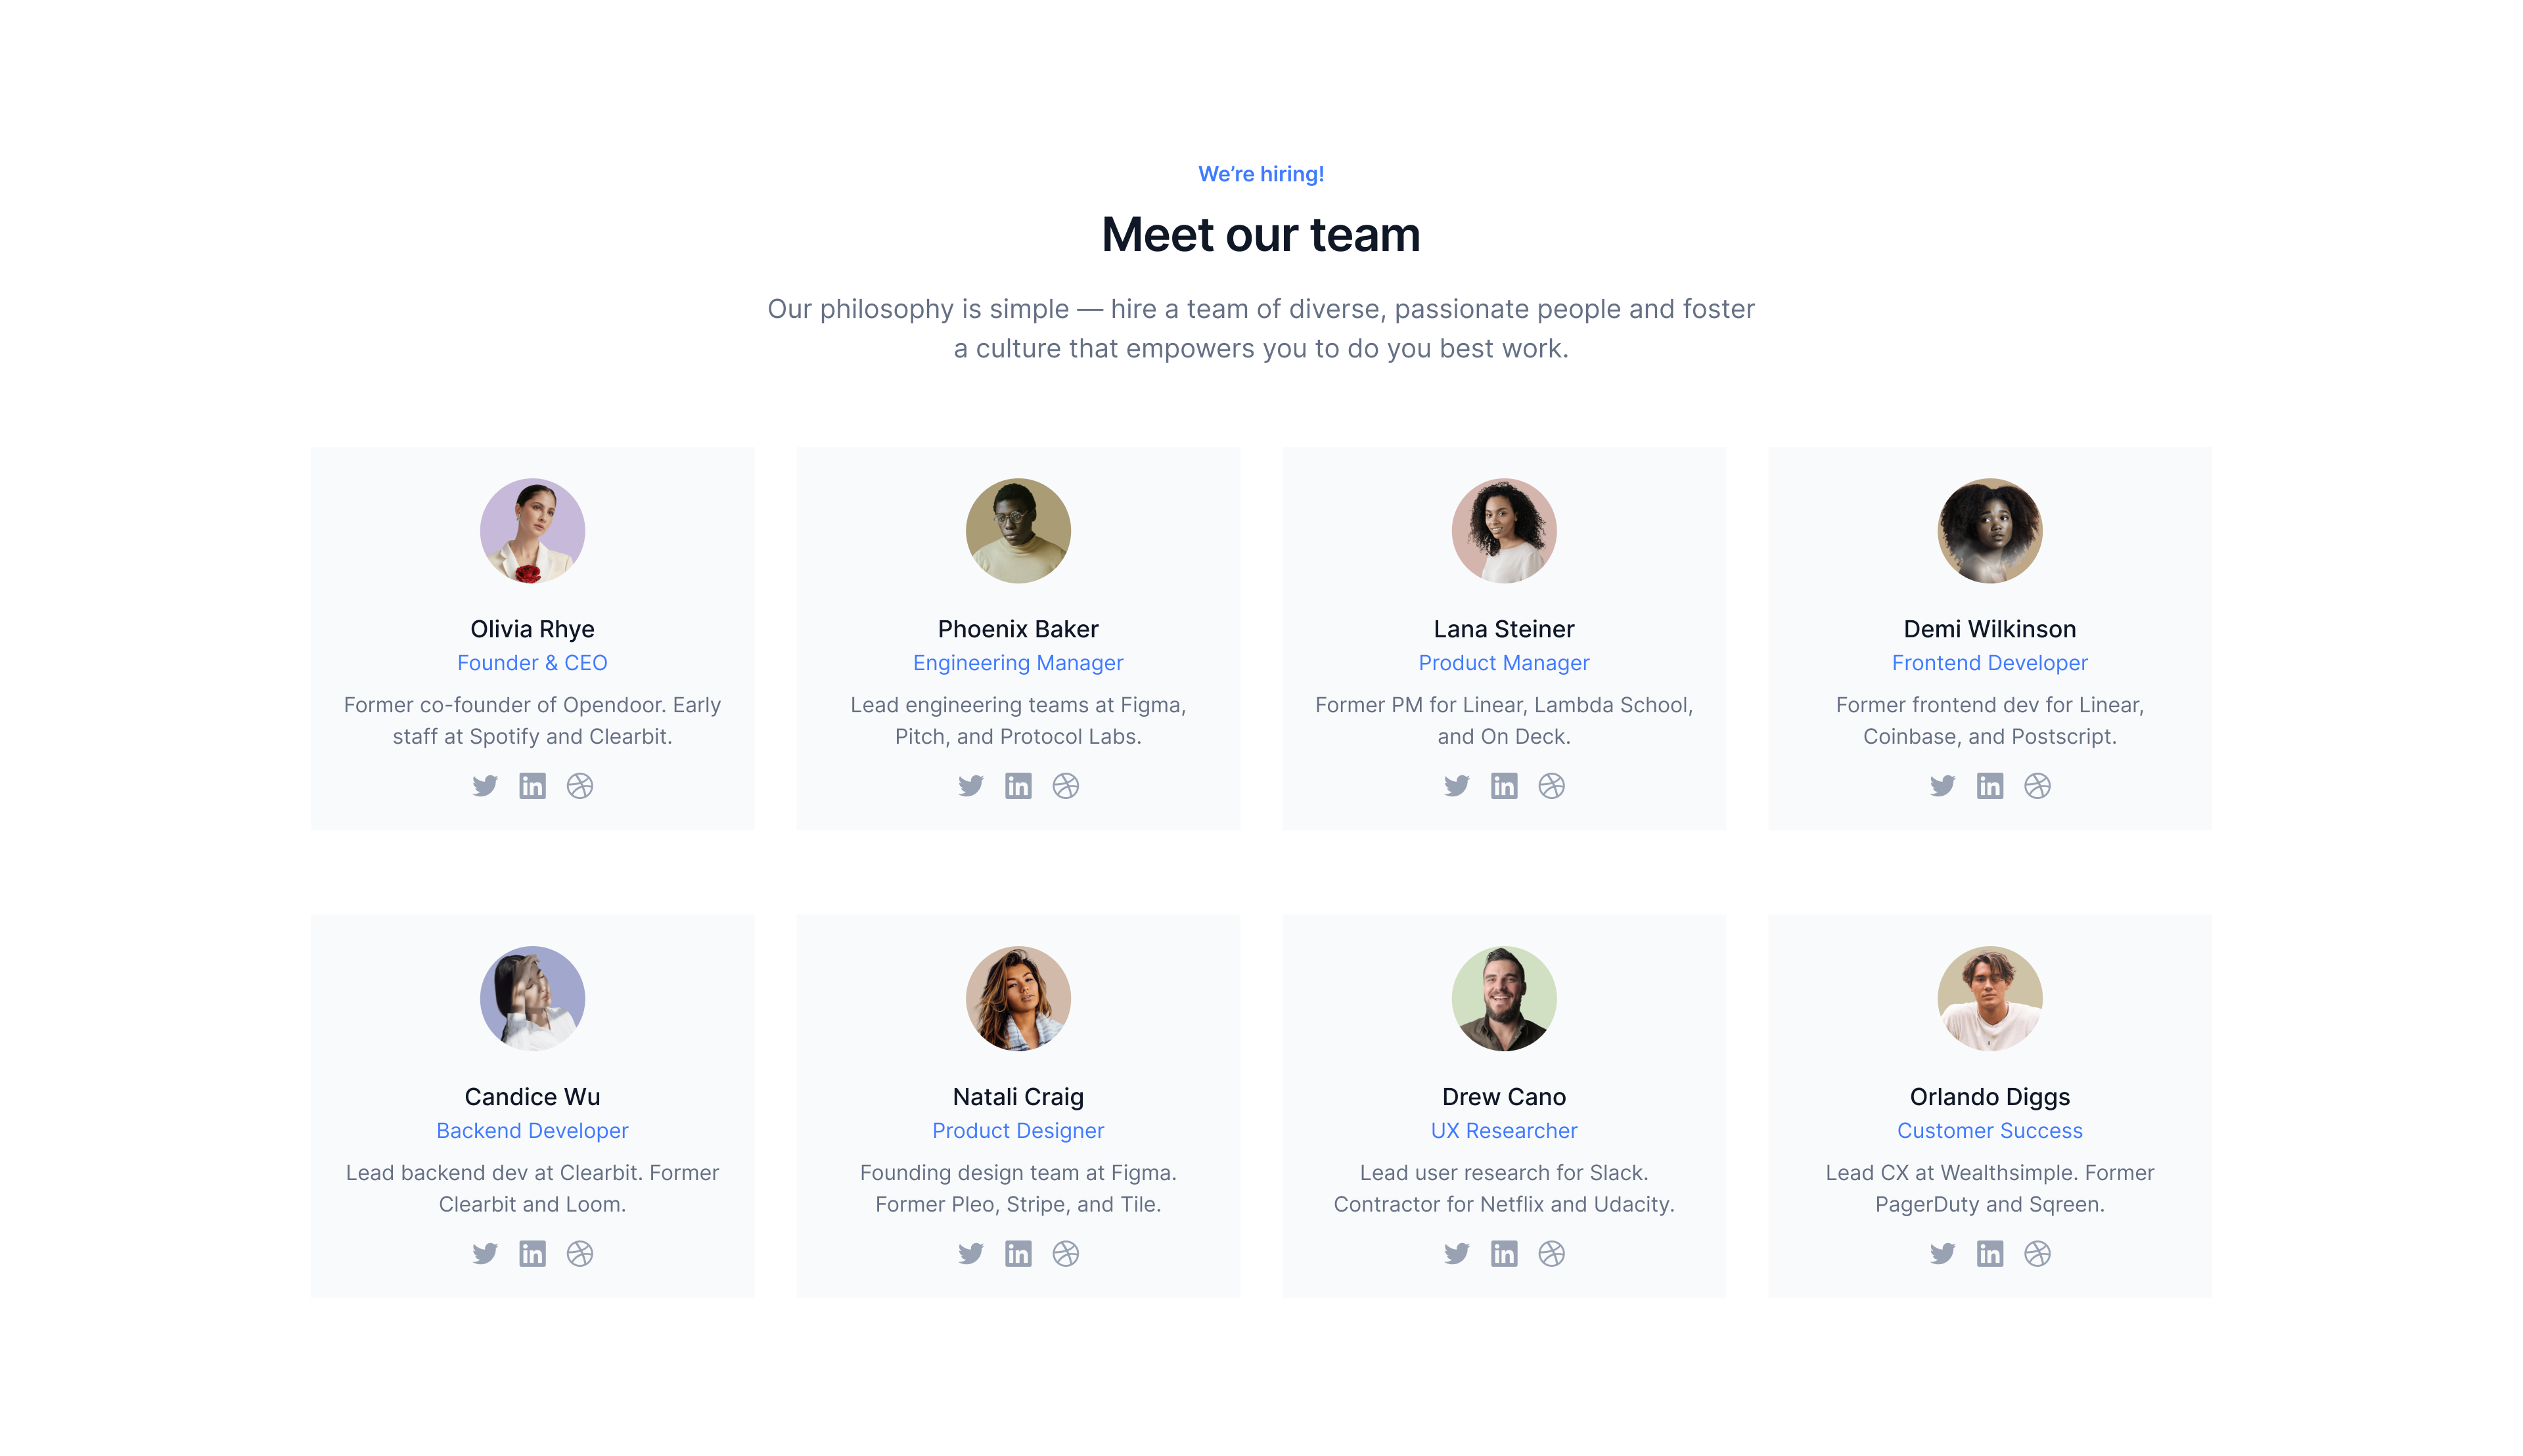 We’re hiring!
Meet our team
Our philosophy is simple — hire a team of diverse, passionate people and foster
a culture that empowers you to do you best work.
Olivia Rhye
Founder & CEO
Former co-founder of Opendoor. Early
staff at Spotify and Clearbit.
Phoenix Baker
Engineering Manager
Lead engineering teams at Figma,
Pitch, and Protocol Labs.
Lana Steiner
Product Manager
Former PM for Linear, Lambda School,
and On Deck.
Demi Wilkinson
Frontend Developer
Former frontend dev for Linear,
Coinbase, and Postscript.
Candice Wu
Backend Developer
Lead backend dev at Clearbit. Former
Clearbit and Loom.
Natali Craig
Product Designer
Founding design team at Figma.
Former Pleo, Stripe, and Tile.
Drew Cano
UX Researcher
Lead user research for Slack.
Contractor for Netflix and Udacity.
Orlando Diggs
Customer Success
Lead CX at Wealthsimple. Former
PagerDuty and Sqreen.